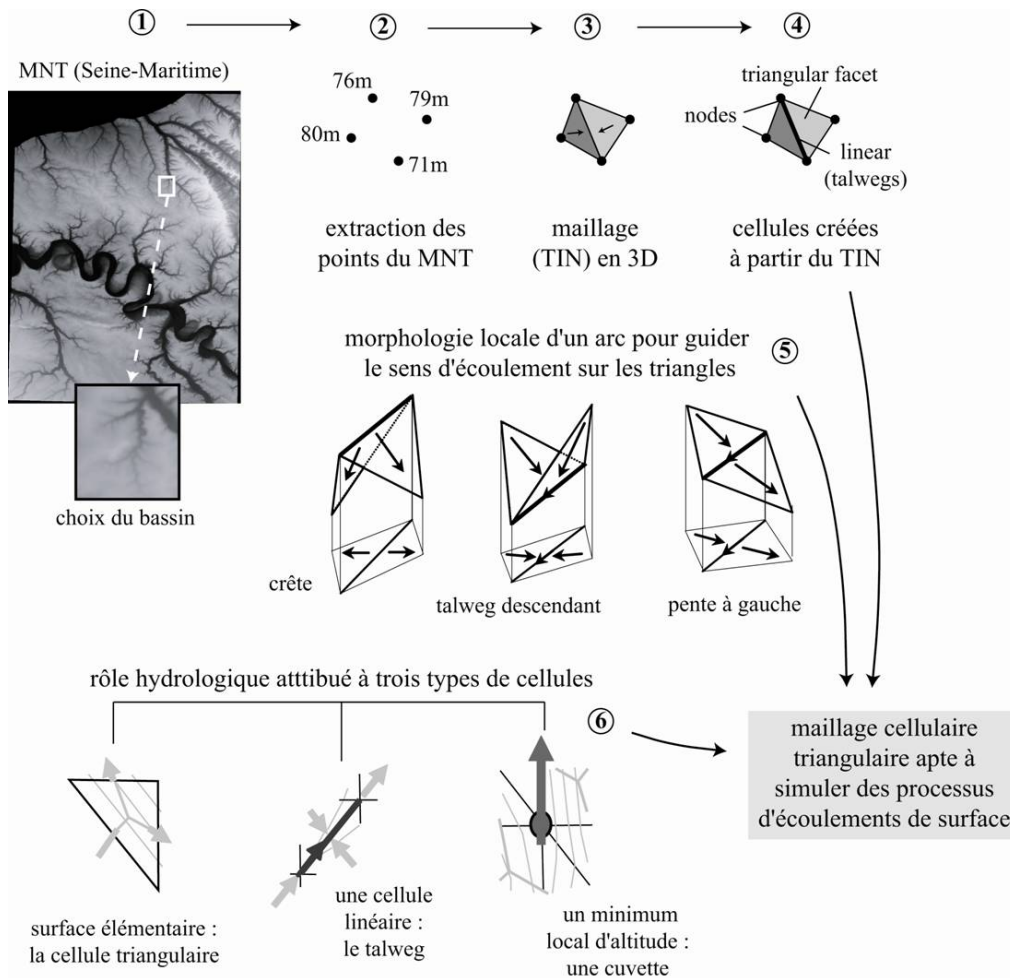 ①
②
③
④
MNT (Seine-Maritime)
76m
79m
80m
71m
triangular facet
nodes
linear
(talwegs)
extraction des
points du MNT
maillage
(TIN) en 3D
cellules créées
à partir du TIN
choix du bassin
morphologie locale d'un arc pour guider
le sens d'écoulement sur les triangles
⑤
crête
talweg descendant
pente à gauche
rôle hydrologique atttibué à trois types de cellules
⑥
surface élémentaire :
la cellule triangulaire
une cellule
linéaire :
le talweg
un minimum
local d'altitude :
une cuvette
maillage cellulaire
triangulaire apte à
simuler des processus
d'écoulements de surface